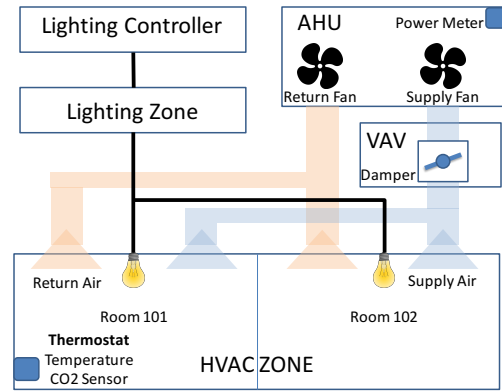 Lighting Controller
AHU
Power Meter
Return Fan
Supply Fan
Lighting Zone
VAV
Damper
Return Air
Supply Air
Room 101
Room 102
Thermostat
Temperature
CO2 Sensor
HVAC ZONE